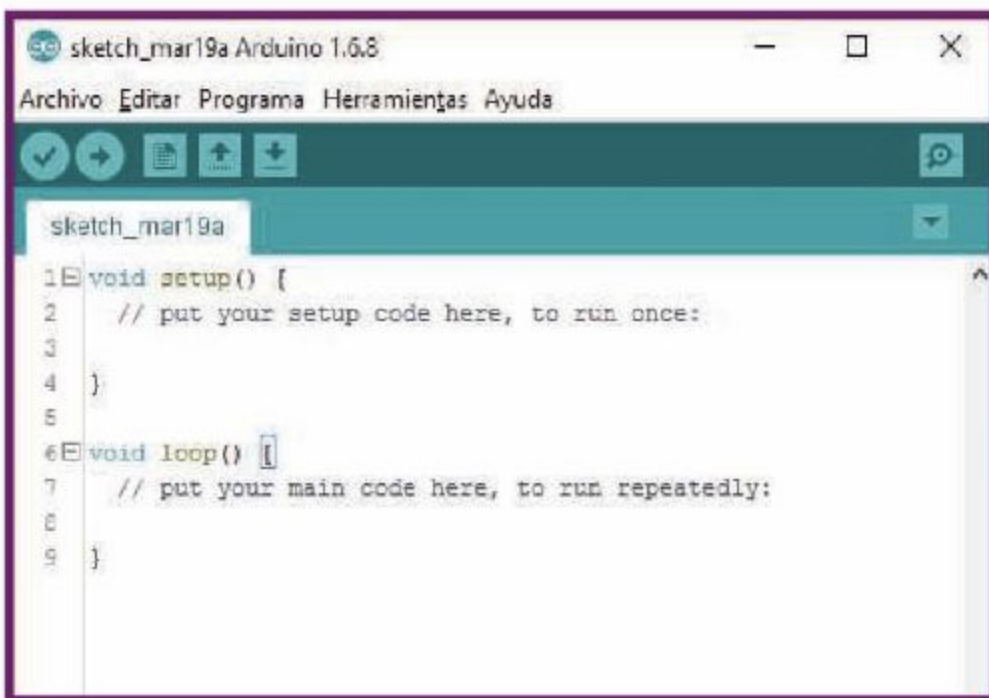 sketch_mar19a Arduino 1.6.8
Archivo Editar Programa Herramientas Ayuda
sketch_mar19a
1 void setup() {
2 // put your setup code here, to run once:
3
4 }
5
6 void loop() {
7 // put your main code here, to run repeatedly:
8
9 }